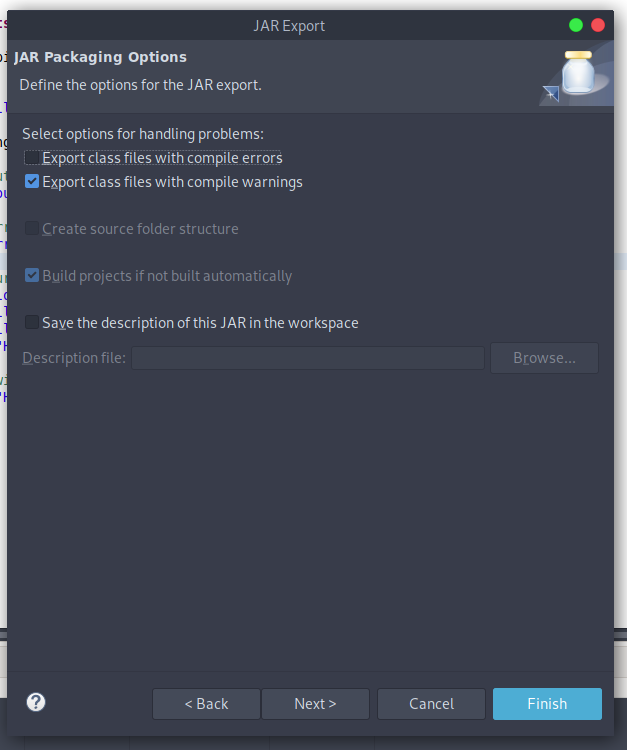 JAR Export
JAR Packaging Options
Define the options for the JAR export.
Select options for handling problems:
Export class files with compile errors
Export class files with compile warnings
Create source folder structure
Build projects if not built automatically
Save the description of this JAR in the workspace
Description file:
Browse...
?
< Back
Next >
Cancel
Finish